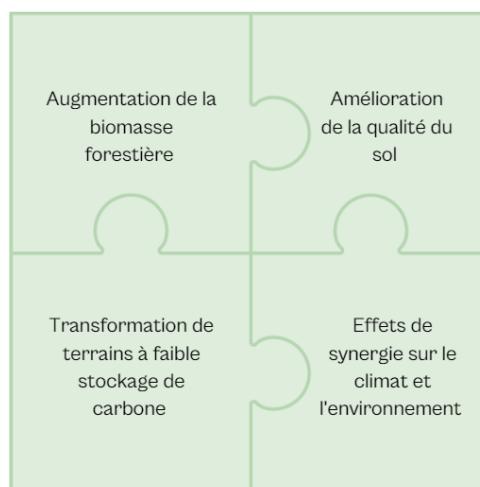 Augmentation de la
biomasse
forestière
Amélioration
de la qualité du
sol
Transformation de
terrains à faible
stockage de
carbone
Effets de
synergie sur le
climat et
l'environnement